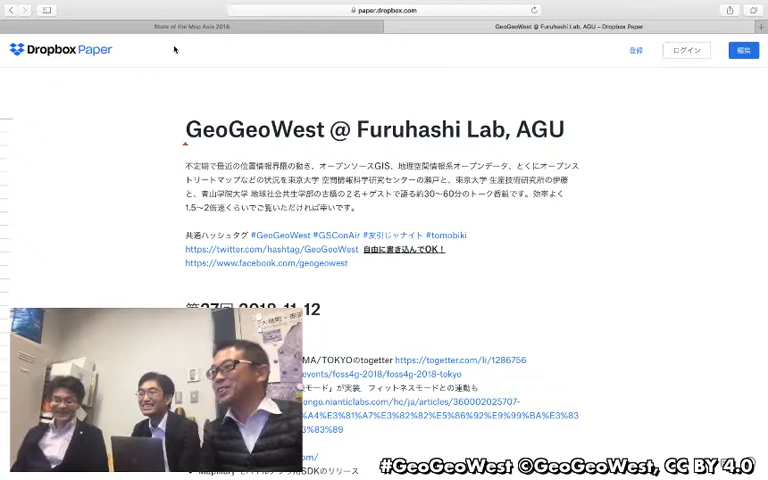 paper.dropbox.com
State of the Map Asia 2018
GeoGeoWest @ Furuhashi Lab, AGU – Dropbox Paper
Dropbox Paper
登録
ログイン
編集
GeoGeoWest @ Furuhashi Lab, AGU
不定期で最近の位置情報界隈の動き、オープンソースGIS、地理空間情報系オープンデータ、とくにオープンス
トリートマップなどの状況を東京大学 空間情報科学研究センターの瀬戸と、東京大学 生産技術研究所の伊藤
と、青山学院大学 地球社会共生学部の古橋の２名＋ゲストで語る約30〜60分のトーク番組です。効率よく
1.5〜2倍速くらいでご覧いただければ幸いです。
共通ハッシュタグ #GeoGeoWest #GSConAir #友引じゃナイト #tomobiki
https://twitter.com/hashtag/GeoGeoWest 自由に書き込んでOK！
https://www.facebook.com/geogeowest
2018-11-12
MA/TOKYOのtogetter https://togetter.com/li/1286756
events/foss4g-2018/foss4g-2018-tokyo
モード』が実装、フィットネスモードとの連動も
ongo.nianticlabs.com/hc/ja/articles/360002025707-
%A4%E3%81%A7%E3%82%82%E5%86%92%E9%99%BA%E3%83
%83%89
om/
SDKのリリース
#GeoGeoWest ©GeoGeoWest, CC BY 4.0